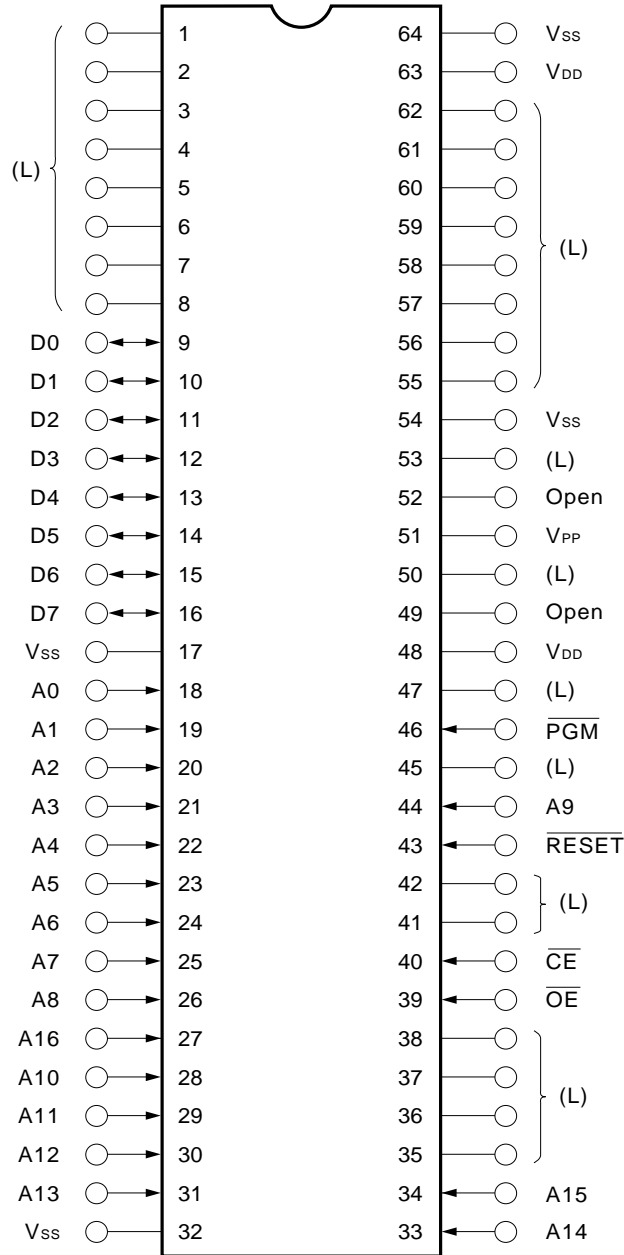 1 64 VSS
2 63 VDD
3 62
4 61
(L) 5 60
6 59 (L)
7 58
8 57
D0 9 56
D1 10 55
D2 11 54 VSS
D3 12 53 (L)
D4 13 52 Open
D5 14 51 VPP
D6 15 50 (L)
D7 16 49 Open
VSS 17 48 VDD
A0 18 47 (L)
A1 19 46 PGM
A2 20 45 (L)
A3 21 44 A9
A4 22 43 RESET
A5 23 42
A6 24 41 (L)
A7 25 40 CE
A8 26 39 OE
A16 27 38
A10 28 37
A11 29 36 (L)
A12 30 35
A13 31 34 A15
VSS 32 33 A14